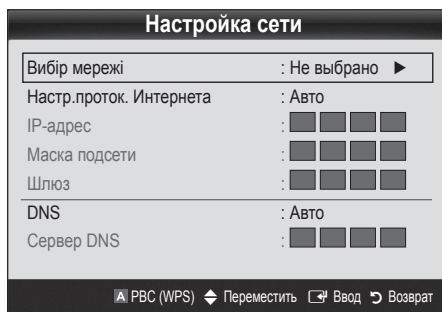 Настройка сети
Вибір мережі : Не выбрано ►
Настр.проток. Интернета : Авто
IP-адрес :
Маска подсети :
Шлюз :
DNS : Авто
Сервер DNS :
A PBC (WPS) Переместить Ввод Возврат